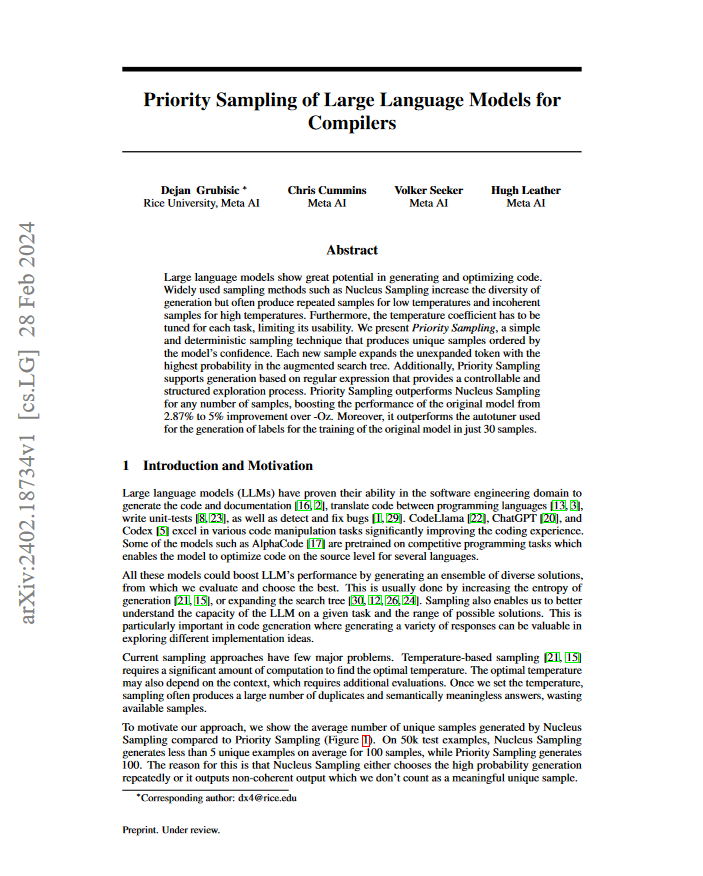 arXiv:2402.18734v1 [cs.LG] 28 Feb 2024
Priority Sampling of Large Language Models for
Compilers
Dejan Grubisic * Chris Cummins Volker Seeker Hugh Leather
Rice University, Meta AI Meta AI Meta AI Meta AI
Abstract
Large language models show great potential in generating and optimizing code.
Widely used sampling methods such as Nucleus Sampling increase the diversity of
generation but often produce repeated samples for low temperatures and incoherent
samples for high temperatures. Furthermore, the temperature coefficient has to be
tuned for each task, limiting its usability. We present Priority Sampling, a simple
and deterministic sampling technique that produces unique samples ordered by
the model's confidence. Each new sample expands the unexpanded token with the
highest probability in the augmented search tree. Additionally, Priority Sampling
supports generation based on regular expression that provides a controllable and
structured exploration process. Priority Sampling outperforms Nucleus Sampling
for any number of samples, boosting the performance of the original model from
2.87% to 5% improvement over -Oz. Moreover, it outperforms the autotuner used
for the generation of labels for the training of the original model in just 30 samples.
1 Introduction and Motivation
Large language models (LLMs) have proven their ability in the software engineering domain to
generate the code and documentation [16, 2], translate code between programming languages [13, 3],
write unit-tests [8, 23], as well as detect and fix bugs [1, 29]. CodeLlama [22], ChatGPT [20], and
Codex [5] excel in various code manipulation tasks significantly improving the coding experience.
Some of the models such as AlphaCode [17] are pretrained on competitive programming tasks which
enables the model to optimize code on the source level for several languages.
All these models could boost LLM's performance by generating an ensemble of diverse solutions,
from which we evaluate and choose the best. This is usually done by increasing the entropy of
generation [21, 15], or expanding the search tree [30, 12, 26, 24]. Sampling also enables us to better
understand the capacity of the LLM on a given task and the range of possible solutions. This is
particularly important in code generation where generating a variety of responses can be valuable in
exploring different implementation ideas.
Current sampling approaches have few major problems. Temperature-based sampling [21, 15]
requires a significant amount of computation to find the optimal temperature. The optimal temperature
may also depend on the context, which requires additional evaluations. Once we set the temperature,
sampling often produces a large number of duplicates and semantically meaningless answers, wasting
available samples.
To motivate our approach, we show the average number of unique samples generated by Nucleus
Sampling compared to Priority Sampling (Figure 1). On 50k test examples, Nucleus Sampling
generates less than 5 unique examples on average for 100 samples, while Priority Sampling generates
100. The reason for this is that Nucleus Sampling either chooses the high probability generation
repeatedly or it outputs non-coherent output which we don't count as a meaningful unique sample.
*Corresponding author: dx4@rice.edu
Preprint. Under review.